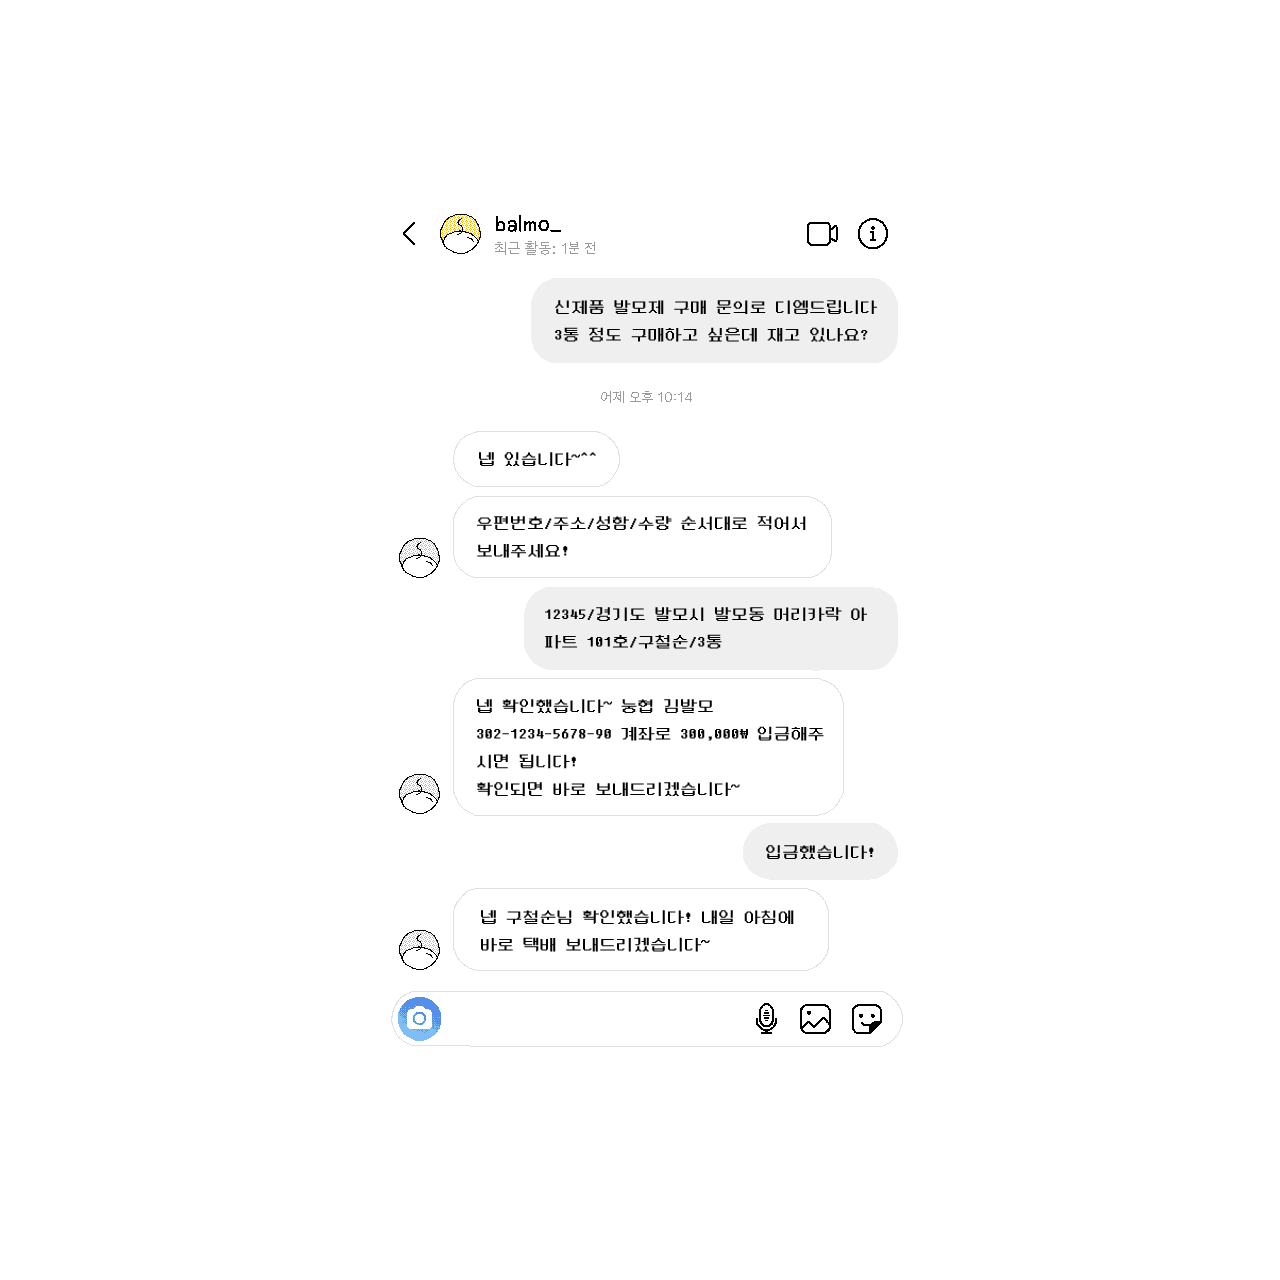 balmo_
최근 활동: 1분 전
신제품 발모제 구매 문의로 디엠드립니다
3통 정도 구매하고 싶은데 재고 있나요?
어제 오후 10:14
넵 있습니다~^^
우편번호/주소/성함/수량 순서대로 적어서
보내주세요!
12345/경기도 발모시 발모동 머리카락 아
파트 101호/구철순/3통
넵 확인했습니다~ 눙협 김발모
302-1234-5678-90 계좌로 300,000₩ 입금해주
시면 됩니다!
확인되면 바로 보내드리겠습니다~
입금했습니다!
넵 구철순님 확인했습니다! 내일 아침에
바로 택배 보내드리겠습니다~